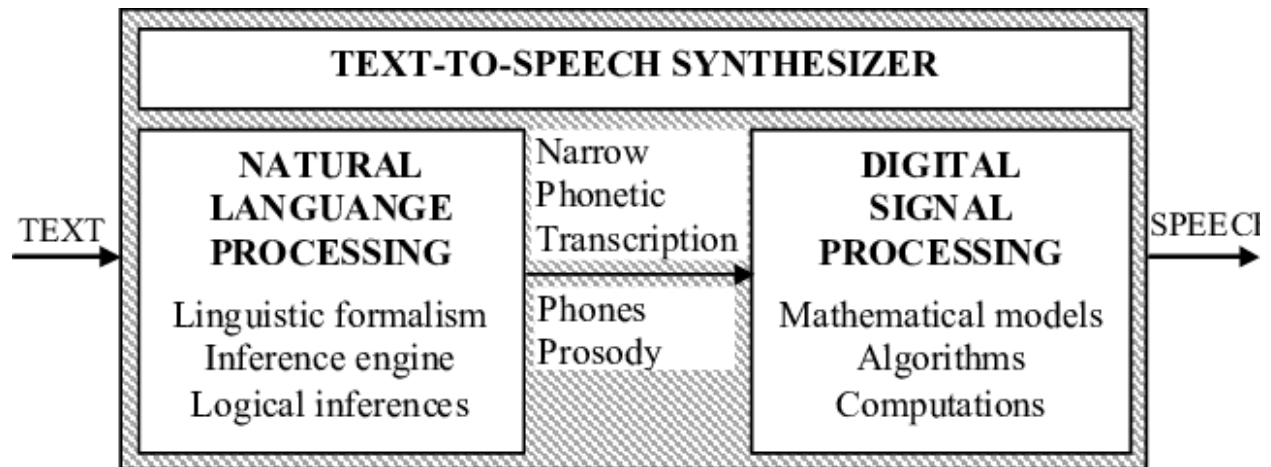 TEXT-TO-SPEECH SYNTHESIZER
TEXT
NATURAL
LANGUANGE
PROCESSING
Linguistic formalism
Inference engine
Logical inferences
Narrow
Phonetic
Transcription
Phones
Prosody
DIGITAL
SIGNAL
PROCESSING
Mathematical models
Algorithms
Computations
SPEECI